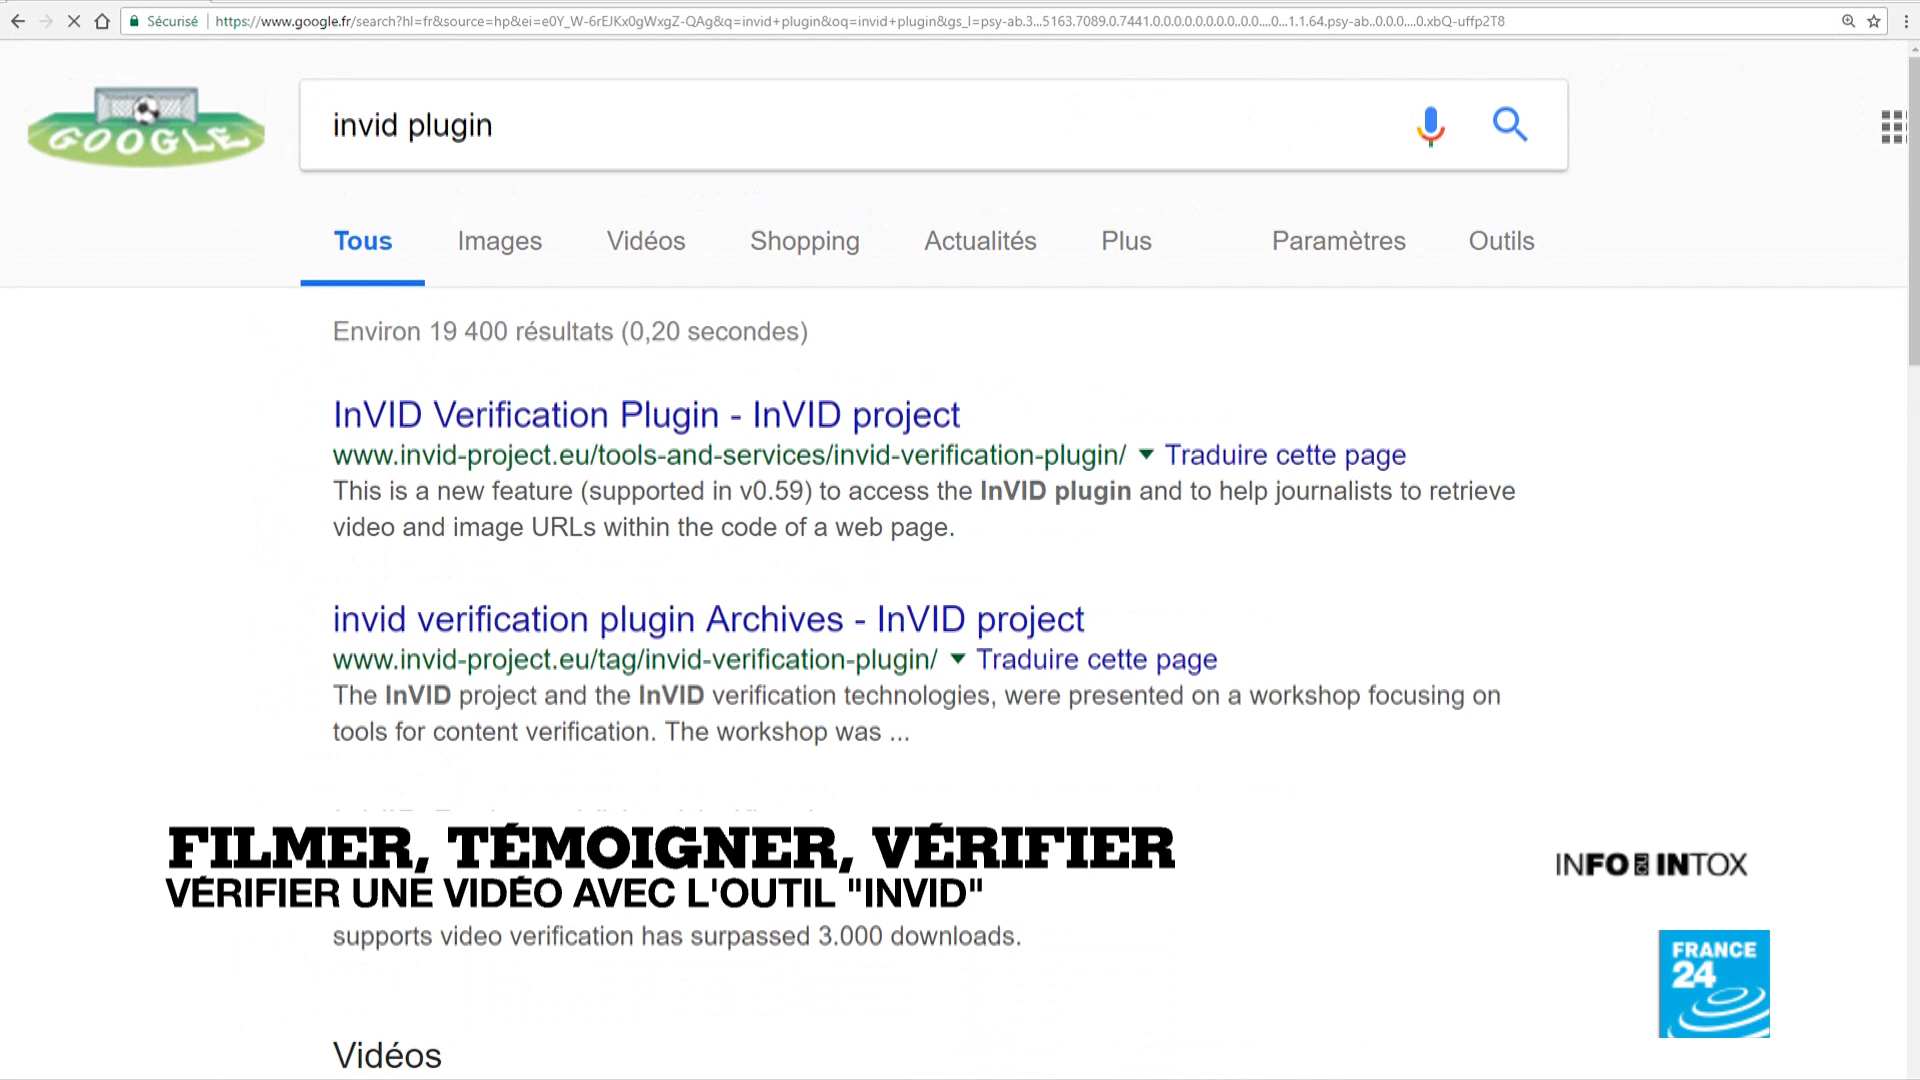 Sécurisé
https://www.google.fr/search?hl=fr&source=hp&ei=e0Y_W-6rEJKx0gWxgZ-QAg&q=invid+plugin&oq=invid+plugin&gs_l=psy-ab.3...5163.7089.0.7441.0.0.0.0.0.0.0.0..0.0....0...1.1.64.psy-ab..0.0.0....0.xbQ-uffp2T8
GOOGLE
invid plugin
Tous Images Vidéos Shopping Actualités Plus Paramètres Outils
Environ 19 400 résultats (0,20 secondes)
InVID Verification Plugin - InVID project
www.invid-project.eu/tools-and-services/invid-verification-plugin/ Traduire cette page
This is a new feature (supported in v0.59) to access the InVID plugin and to help journalists to retrieve
video and image URLs within the code of a web page.
invid verification plugin Archives - InVID project
www.invid-project.eu/tag/invid-verification-plugin/ Traduire cette page
The InVID project and the InVID verification technologies, were presented on a workshop focusing on
tools for content verification. The workshop was ...
FILMER, TÉMOIGNER, VÉRIFIER
VÉRIFIER UNE VIDÉO AVEC L'OUTIL "INVID"
INFO OU INTOX
supports video verification has surpassed 3.000 downloads.
FRANCE
24
Vidéos